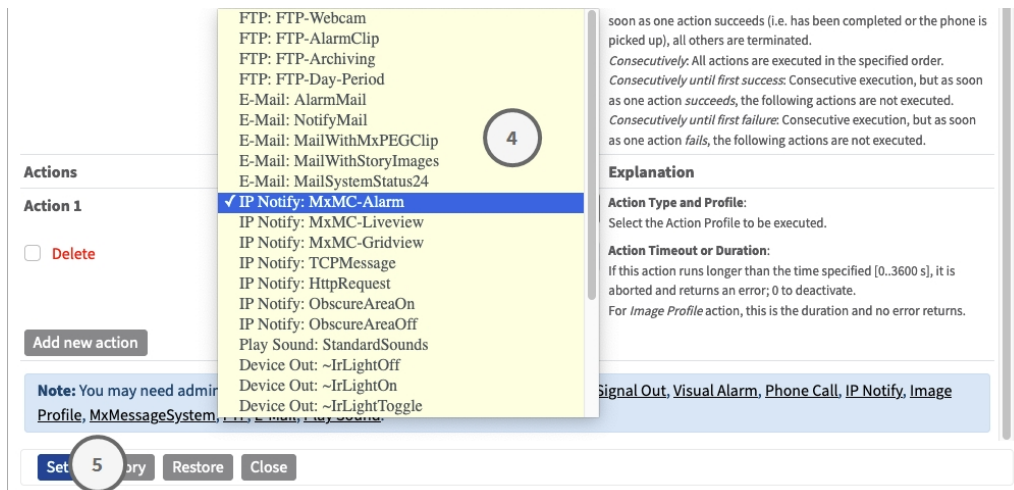 FTP: FTP-Webcam
FTP: FTP-AlarmClip
FTP: FTP-Archiving
FTP: FTP-Day-Period
E-Mail: AlarmMail
E-Mail: NotifyMail
E-Mail: MailWithMxPEGClip
E-Mail: MailWithStoryImages
E-Mail: MailSystemStatus24
✓ IP Notify: MxMC-Alarm
IP Notify: MxMC-Liveview
IP Notify: MxMC-Gridview
IP Notify: TCPMessage
IP Notify: HttpRequest
IP Notify: ObscureAreaOn
IP Notify: ObscureAreaOff
Play Sound: StandardSounds
Device Out: ~IrLightOff
Device Out: ~IrLightOn
Device Out: ~IrLightToggle
4
soon as one action succeeds (i.e. has been completed or the phone is
picked up), all others are terminated.
Consecutively: All actions are executed in the specified order.
Consecutively until first success: Consecutive execution, but as soon
as one action succeeds, the following actions are not executed.
Consecutively until first failure: Consecutive execution, but as soon
as one action fails, the following actions are not executed.
Actions
Explanation
Action 1
Action Type and Profile:
Select the Action Profile to be executed.
Delete
Action Timeout or Duration:
If this action runs longer than the time specified [0..3600 s], it is
aborted and returns an error; 0 to deactivate.
For Image Profile action, this is the duration and no error returns.
Add new action
Note: You may need Signal Out, Visual Alarm, Phone Call, IP Notify, Image
Profile, MxMessageSystem,
Set 5 Restore Close